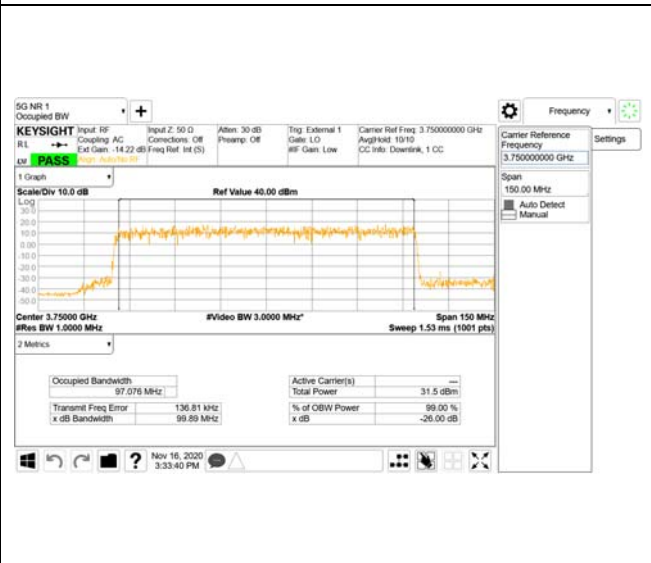 5G NR 1
Occupied BW
Frequency
KEYSIGHT
Input: RF
Input Z: 50 Ω
Atten: 30 dB
Trig: External 1
Carrier Ref Freq: 3.750000000 GHz
RL
Coupling: AC
Corrections: Off
Preamp: Off
Gate: LO
Avg|Hold: 10/10
Ext Gain: -14.22 dB
Freq Ref: Int (S)
#IF Gain: Low
CC Info: Downlink, 1 CC
PASS
Align: Auto/No RF
Carrier Reference
Frequency
3.750000000 GHz
Settings
Span
150.00 MHz
Auto Detect
Manual
1 Graph
Scale/Div 10.0 dB
Ref Value 40.00 dBm
Log
30.0
20.0
10.0
0.00
-10.0
-20.0
-30.0
-40.0
-50.0
Center 3.75000 GHz
#Video BW 3.0000 MHz*
Span 150 MHz
#Res BW 1.0000 MHz
Sweep 1.53 ms (1001 pts)
2 Metrics
Occupied Bandwidth
97.076 MHz
Active Carrier(s) ---
Total Power 31.5 dBm
Transmit Freq Error 136.81 kHz
% of OBW Power 99.00 %
x dB Bandwidth 99.89 MHz
x dB -26.00 dB
?
Nov 16, 2020
3:33:40 PM